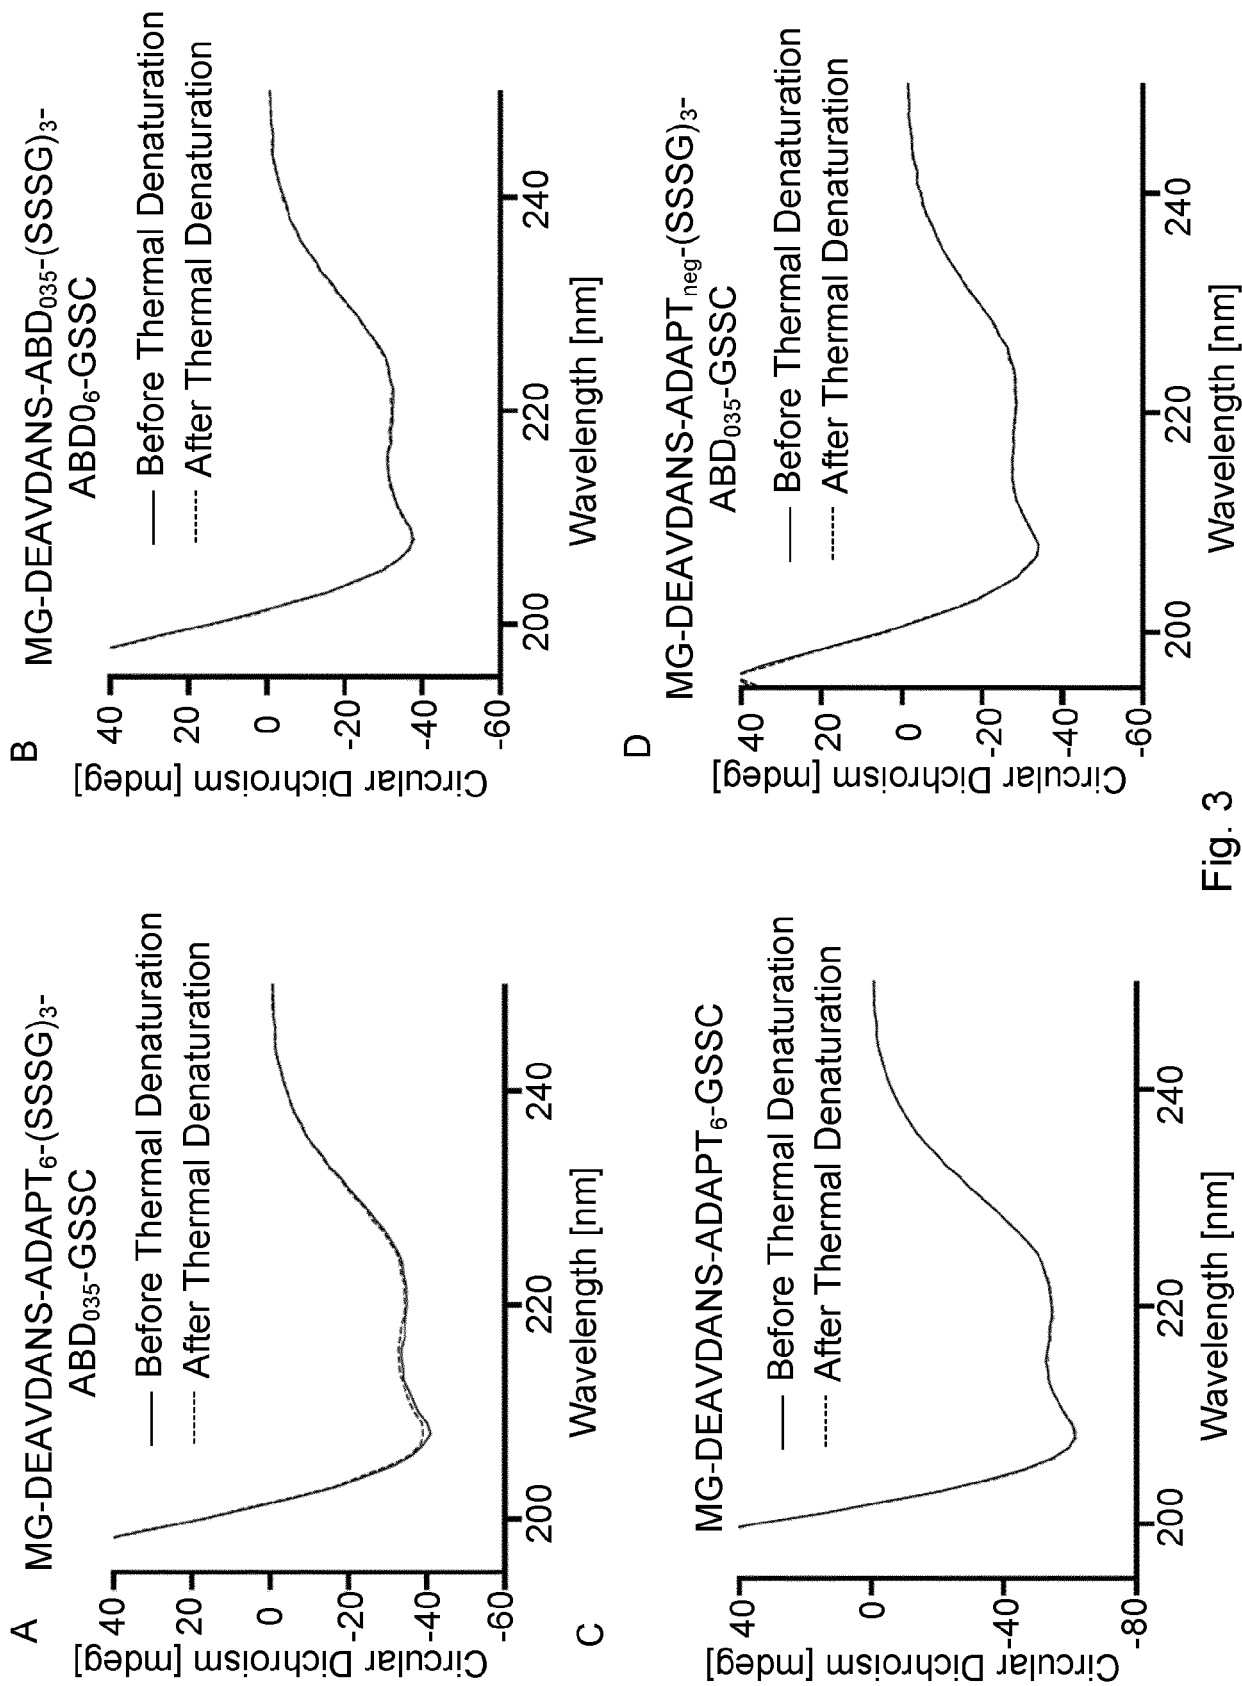 A
MG-DEAVDANS-ADAPT6-(SSSG)3-
ABD035-GSSC
Before Thermal Denaturation
After Thermal Denaturation
Circular Dichroism [mdeg]
40
20
0
-20
-40
-60
200
220
240
Wavelength [nm]
B
MG-DEAVDANS-ABD035-(SSSG)3-
ABD06-GSSC
Before Thermal Denaturation
After Thermal Denaturation
Circular Dichroism [mdeg]
40
20
0
-20
-40
-60
200
220
240
Wavelength [nm]
C
MG-DEAVDANS-ADAPT6-GSSC
Before Thermal Denaturation
After Thermal Denaturation
Circular Dichroism [mdeg]
40
0
-40
-80
200
220
240
Wavelength [nm]
D
MG-DEAVDANS-ADAPTneg-(SSSG)3-
ABD035-GSSC
Before Thermal Denaturation
After Thermal Denaturation
Circular Dichroism [mdeg]
40
20
0
-20
-40
-60
200
220
240
Wavelength [nm]
Fig. 3